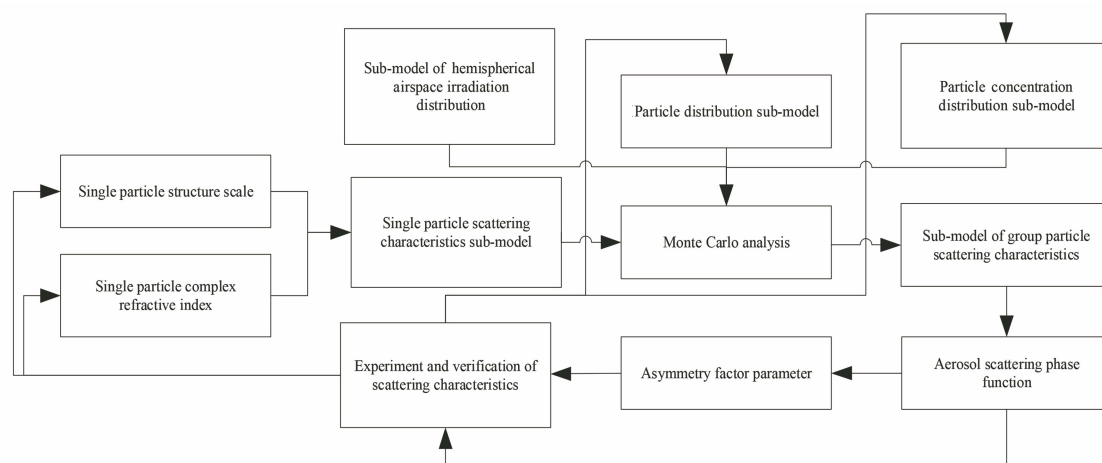 Sub-model of hemispherical
airspace irradiation
distribution
Particle distribution sub-model
Particle concentration
distribution sub-model
Single particle structure scale
Single particle complex
refractive index
Single particle scattering
characteristics sub-model
Monte Carlo analysis
Sub-model of group particle
scattering characteristics
Experiment and verification of
scattering characteristics
Asymmetry factor parameter
Aerosol scattering phase
function